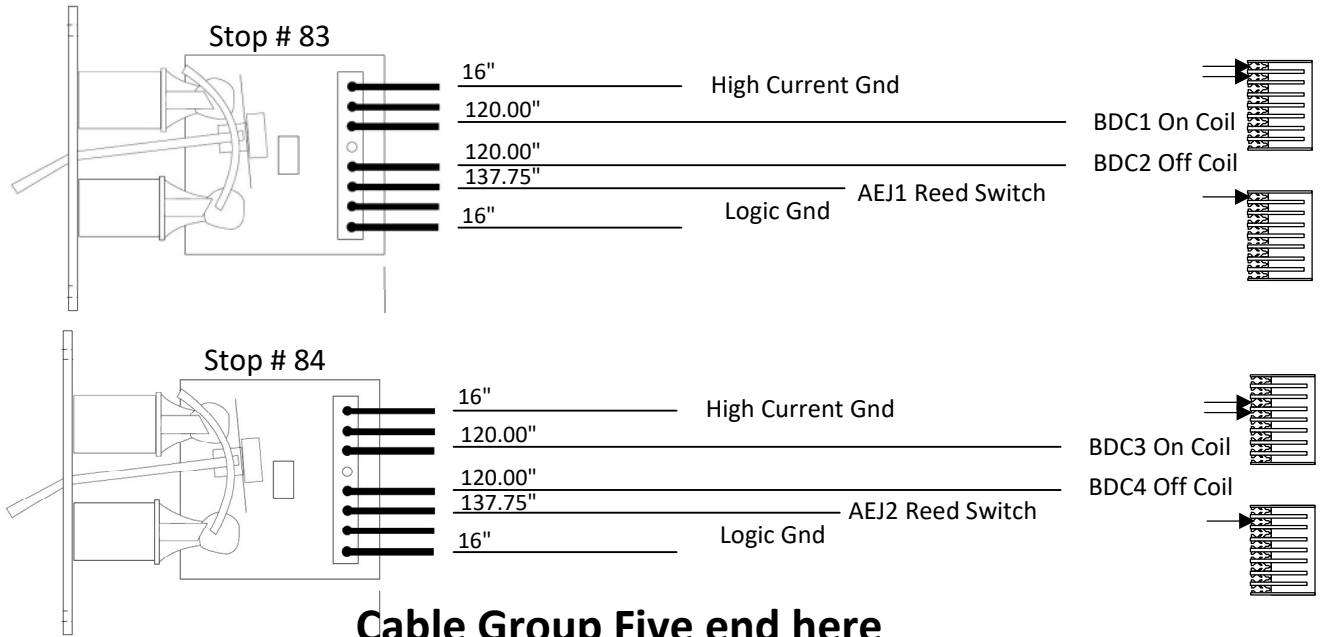 Stop # 83
16"
High Current Gnd
120.00"
BDC1 On Coil
120.00"
BDC2 Off Coil
137.75"
AEJ1 Reed Switch
Logic Gnd
16"
Stop # 84
16"
High Current Gnd
120.00"
BDC3 On Coil
120.00"
BDC4 Off Coil
137.75"
AEJ2 Reed Switch
Logic Gnd
16"
Cable Group Five end here